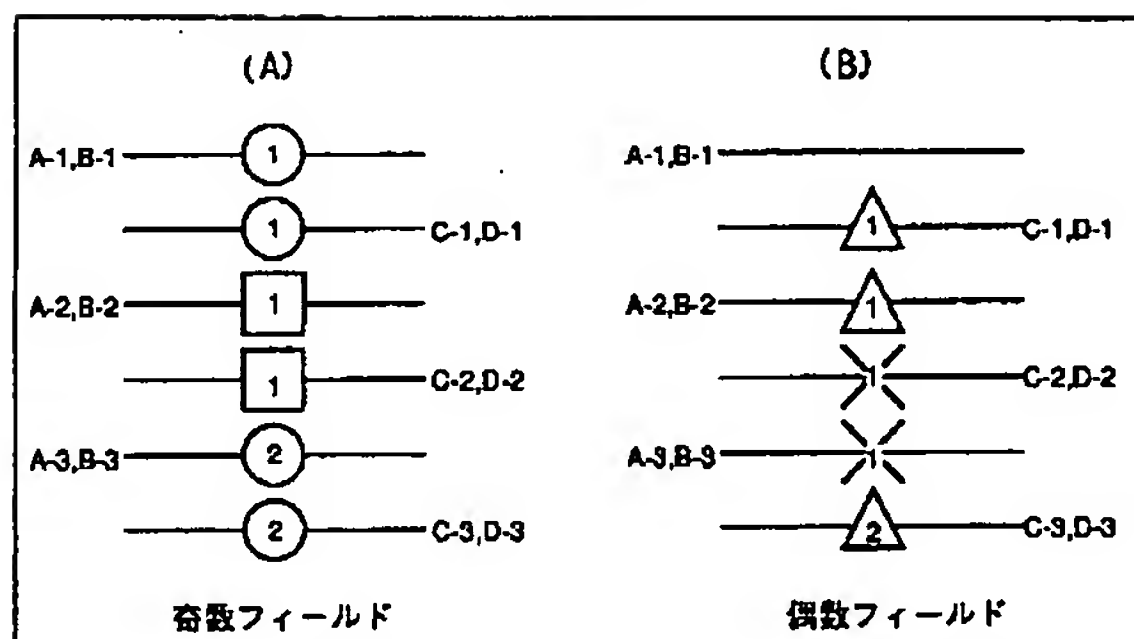 (A) (B)
A-1,B-1 1 A-1,B-1
1 C-1,D-1 1 C-1,D-1
A-2,B-2 1 A-2,B-2 1
1 C-2,D-2 1 C-2,D-2
A-3,B-3 2 A-3,B-3 1
2 C-3,D-3 2 C-3,D-3
奇数フィールド 偶数フィールド